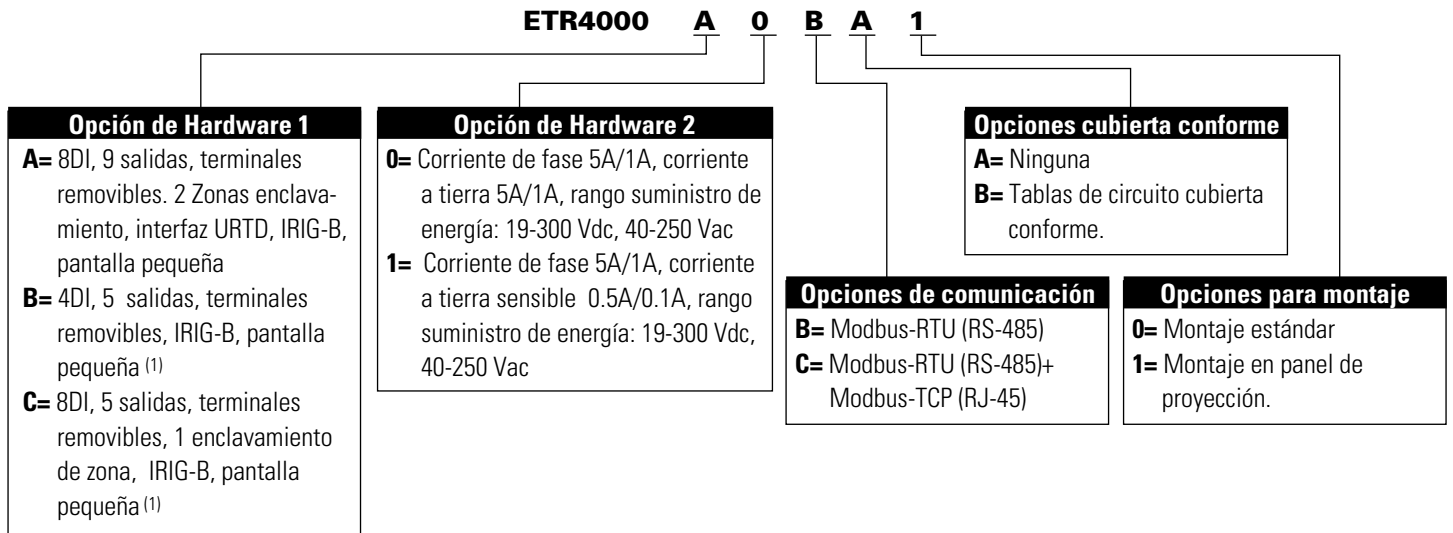 ETR4000 A 0 B A 1
Opción de Hardware 1
A= 8DI, 9 salidas, terminales
removibles. 2 Zonas enclava-
miento, interfaz URTD, IRIG-B,
pantalla pequeña
B= 4DI, 5 salidas, terminales
removibles, IRIG-B, pantalla
pequeña (1)
C= 8DI, 5 salidas, terminales
removibles, 1 enclavamiento
de zona, IRIG-B, pantalla
pequeña (1)
Opción de Hardware 2
0= Corriente de fase 5A/1A, corriente
a tierra 5A/1A, rango suministro de
energía: 19-300 Vdc, 40-250 Vac
1= Corriente de fase 5A/1A, corriente
a tierra sensible 0.5A/0.1A, rango
suministro de energía: 19-300 Vdc,
40-250 Vac
Opciones de comunicación
B= Modbus-RTU (RS-485)
C= Modbus-RTU (RS-485)+
Modbus-TCP (RJ-45)
Opciones cubierta conforme
A= Ninguna
B= Tablas de circuito cubierta
conforme.
Opciones para montaje
0= Montaje estándar
1= Montaje en panel de
proyección.